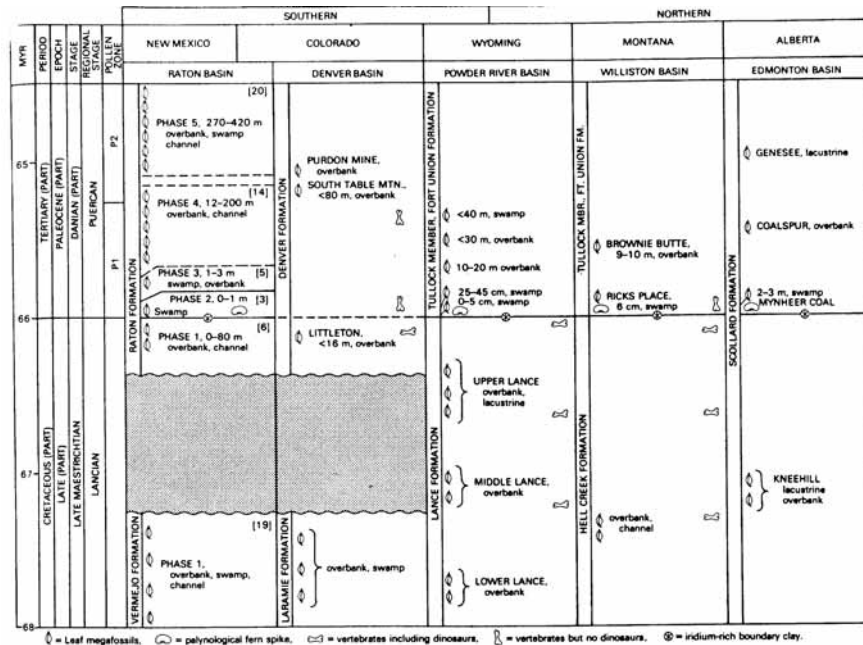 SOUTHERN
NORTHERN
NEW MEXICO
COLORADO
WYOMING
MONTANA
ALBERTA
MYR
PERIOD
EPOCH
STAGE
REGIONAL STAGE
POLLEN ZONE
RATON BASIN
DENVER BASIN
POWDER RIVER BASIN
WILLISTON BASIN
EDMONTON BASIN
65
66
67
68
TERTIARY (PART)
PALEOCENE (PART)
DANIAN (PART)
PUERCAN
P2
P1
CRETACEOUS (PART)
LATE (PART)
LATE MAESTRICHTIAN
LANCIAN
RATON FORMATION
VERMEJO FORMATION
[20]
PHASE 5, 270–420 m
overbank, swamp
channel
[14]
PHASE 4, 12–200 m
overbank, channel
PHASE 3, 1–3 m
swamp, overbank
[5]
PHASE 2, 0–1 m
[3]
Swamp
[6]
PHASE 1, 0–80 m
overbank, channel
[19]
PHASE 1,
overbank, swamp,
channel
DENVER FORMATION
LARAMIE FORMATION
PURDON MINE,
overbank
SOUTH TABLE MTN.,
<80 m, overbank
LITTLETON,
<16 m, overbank
overbank, swamp
TULLOCK MEMBER, FORT UNION FORMATION
LANCE FORMATION
<40 m, swamp
<30 m, overbank
10–20 m overbank
25–45 cm, swamp
0–5 cm, swamp
UPPER LANCE
overbank,
lacustrine
MIDDLE LANCE,
overbank
LOWER LANCE,
overbank
TULLOCK MBR., FT. UNION FM.
HELL CREEK FORMATION
BROWNIE BUTTE,
9–10 m, overbank
RICKS PLACE,
6 cm, swamp
overbank,
channel
SCOLLARD FORMATION
GENESEE, lacustrine
COALSPUR, overbank
2–3 m, swamp
MYNHEER COAL
KNEEHILL
lacustrine
overbank
= Leaf megafossils, = palynological fern spike, = vertebrates including dinosaurs, = vertebrates but no dinosaurs, = iridium-rich boundary clay.